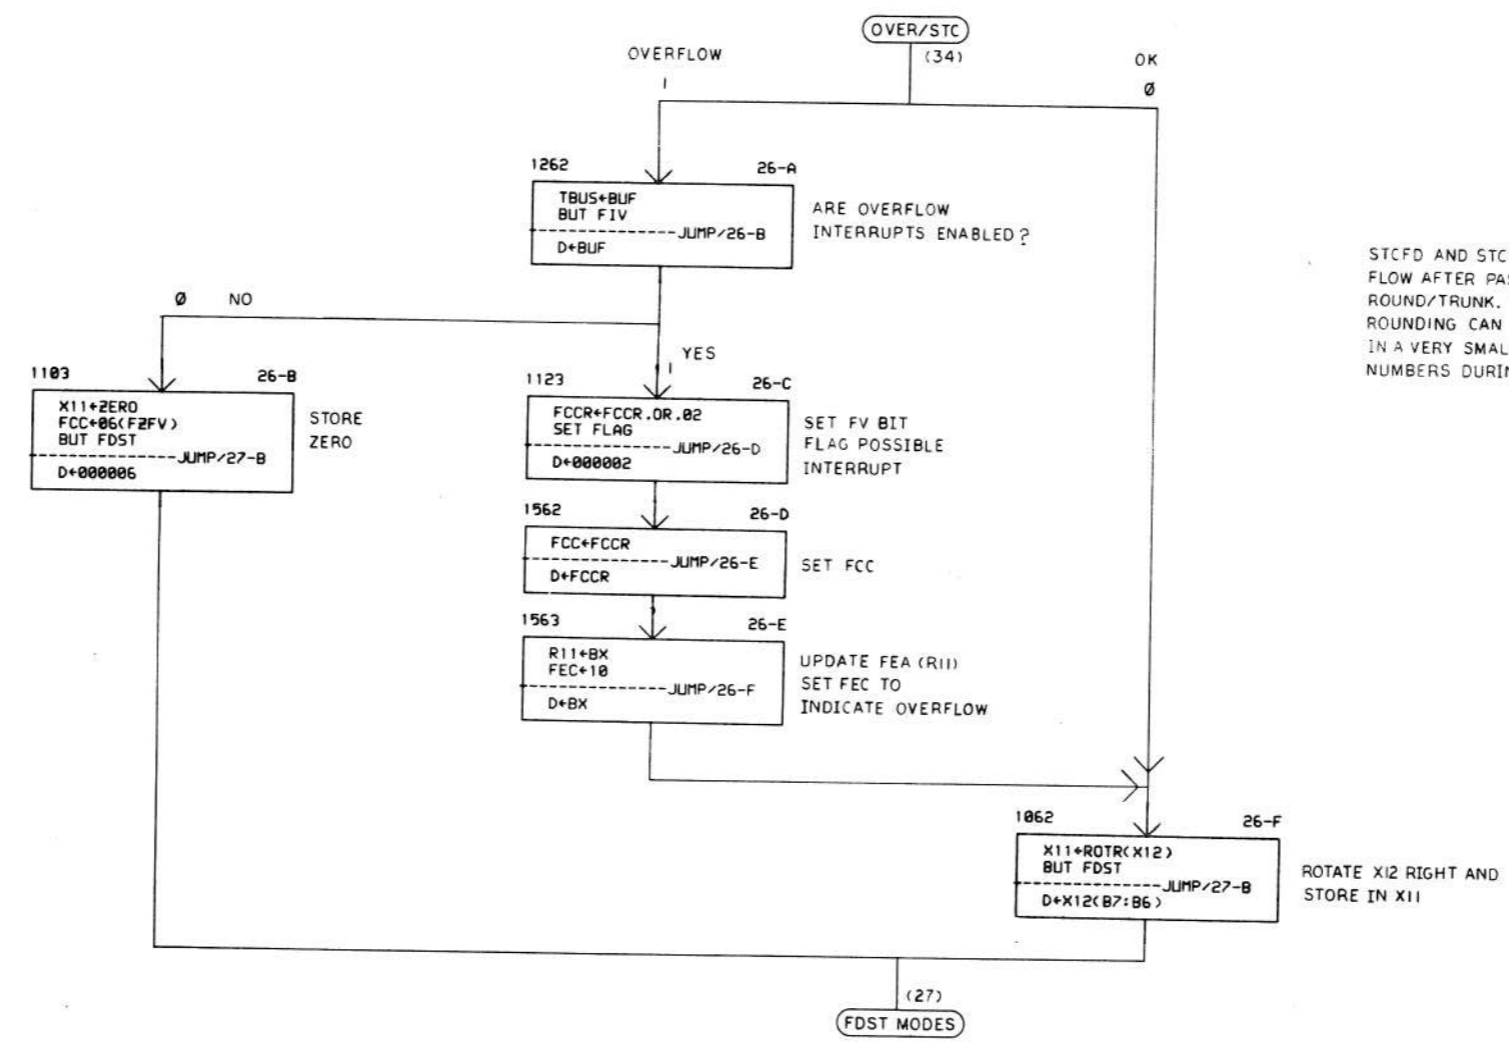 OVER/STC
(34)
OVERFLOW
1
OK
Ø
1262 26-A
TBUS←BUF
BUT FIV
JUMP/26-B
D←BUF
ARE OVERFLOW
INTERRUPTS ENABLED?
STCFD AND STC
FLOW AFTER PAS
ROUND/TRUNK.
ROUNDING CAN
IN A VERY SMAL
NUMBERS DURIN
Ø NO
YES
1
1103 26-B
X11←ZERO
FCC←06(FZFV)
BUT FDST
JUMP/27-B
D←000006
STORE
ZERO
1123 26-C
FCCR←FCCR.OR.02
SET FLAG
JUMP/26-D
D←000002
SET FV BIT
FLAG POSSIBLE
INTERRUPT
1562 26-D
FCC←FCCR
JUMP/26-E
D←FCCR
SET FCC
1563 26-E
R11←BX
FEC←10
JUMP/26-F
D←BX
UPDATE FEA (R11)
SET FEC TO
INDICATE OVERFLOW
1062 26-F
X11←ROTR(X12)
BUT FDST
JUMP/27-B
D←X12(B7:B6)
ROTATE X12 RIGHT AND
STORE IN X11
(27)
FDST MODES